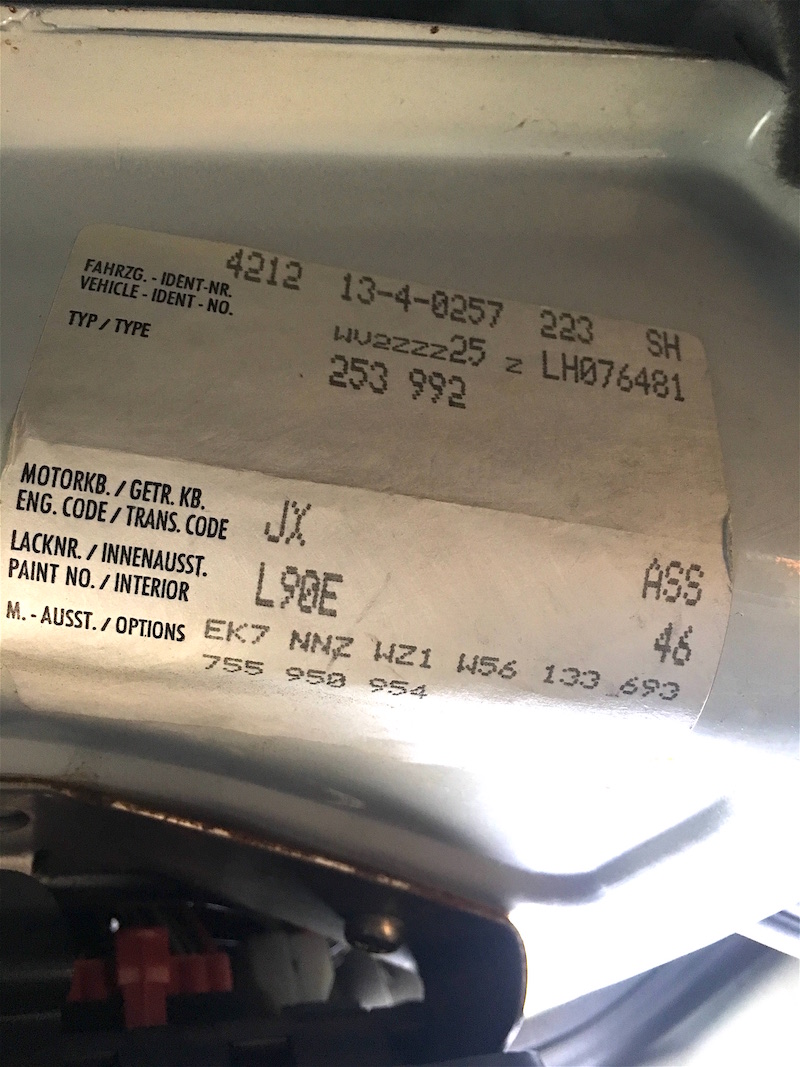 4212 13-4-0257 223 SH
FAHRZG. - IDENT-NR.
VEHICLE - IDENT - NO. WV2ZZZ25 Z LH076481
TYP / TYPE 253 992
MOTORKB. / GETR. KB.
ENG. CODE / TRANS. CODE JX ASS
LACKNR. / INNENAUSST.
PAINT NO. / INTERIOR L90E 46
M. - AUSST. / OPTIONS EK7 NNZ WZ1 W56 133 693
755 950 954